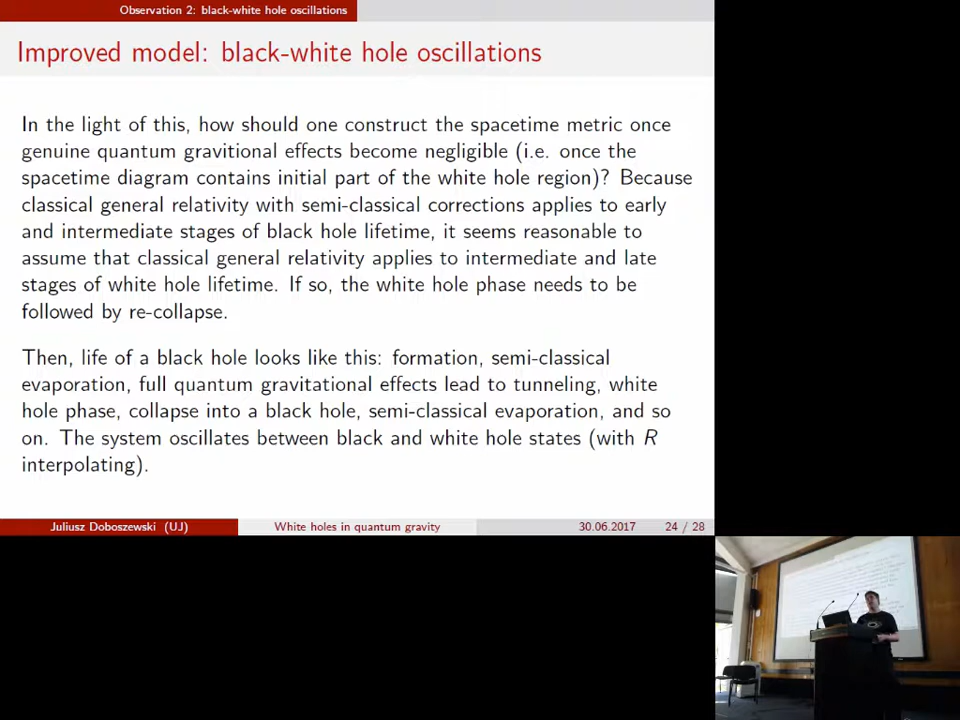 Observation 2: black-white hole oscillations
Improved model: black-white hole oscillations
In the light of this, how should one construct the spacetime metric once
genuine quantum gravitional effects become negligible (i.e. once the
spacetime diagram contains initial part of the white hole region)? Because
classical general relativity with semi-classical corrections applies to early
and intermediate stages of black hole lifetime, it seems reasonable to
assume that classical general relativity applies to intermediate and late
stages of white hole lifetime. If so, the white hole phase needs to be
followed by re-collapse.
Then, life of a black hole looks like this: formation, semi-classical
evaporation, full quantum gravitational effects lead to tunneling, white
hole phase, collapse into a black hole, semi-classical evaporation, and so
on. The system oscillates between black and white hole states (with R
interpolating).
Juliusz Doboszewski (UJ) White holes in quantum gravity 30.06.2017 24 / 28